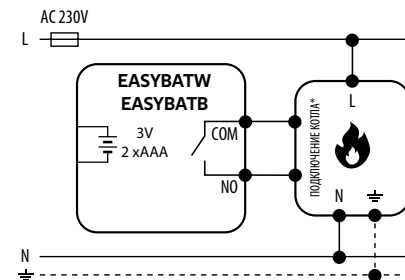 AC 230V
L
EASYBATW
EASYBATB
3V
2 xAAA
COM
NO
ПОДКЛЮЧЕНИЕ КОТЛА*
L
N
N